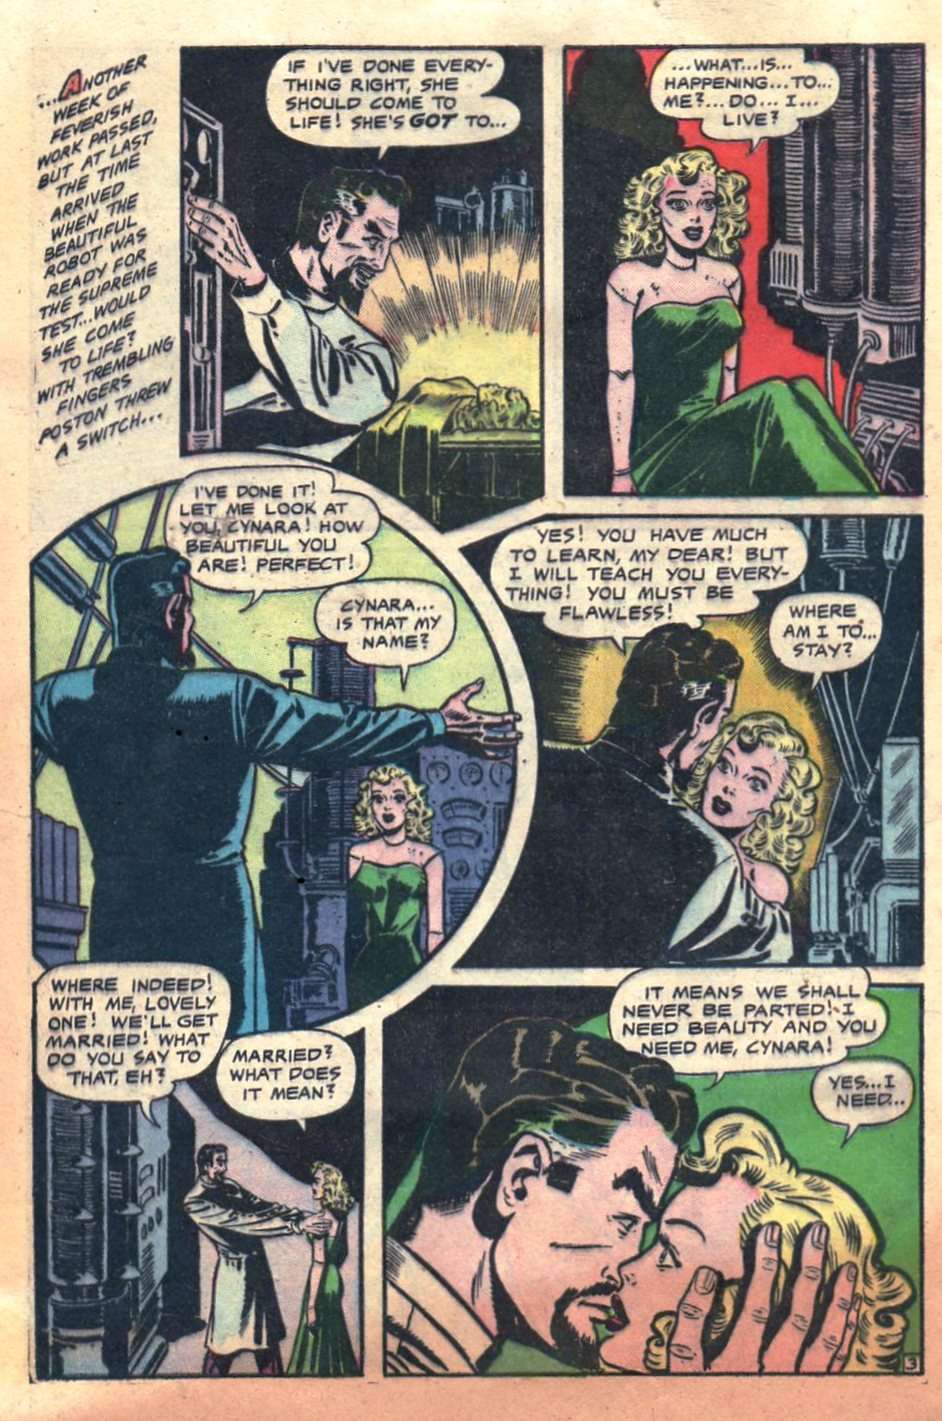 ...ANOTHER
WEEK OF
FEVERISH
WORK PASSED,
BUT AT LAST
THE TIME
ARRIVED
WHEN THE
BEAUTIFUL
ROBOT WAS
READY FOR
THE SUPREME
TEST...WOULD
SHE COME
TO LIFE?
WITH TREMBLING
FINGERS
POSTON THREW
A SWITCH...
IF I'VE DONE EVERY-
THING RIGHT, SHE
SHOULD COME TO
LIFE! SHE'S GOT TO...
...WHAT...IS...
HAPPENING...TO...
ME?...DO...I...
LIVE?
I'VE DONE IT!
LET ME LOOK AT
YOU, CYNARA! HOW
BEAUTIFUL YOU
ARE! PERFECT!
CYNARA...
IS THAT MY
NAME?
YES! YOU HAVE MUCH
TO LEARN, MY DEAR! BUT
I WILL TEACH YOU EVERY-
THING! YOU MUST BE
FLAWLESS!
WHERE
AM I TO...
STAY?
WHERE INDEED!
WITH ME, LOVELY
ONE! WE'LL GET
MARRIED! WHAT
DO YOU SAY TO
THAT, EH?
MARRIED?
WHAT DOES
IT MEAN?
IT MEANS WE SHALL
NEVER BE PARTED! I
NEED BEAUTY AND YOU
NEED ME, CYNARA!
YES...I
NEED...
3